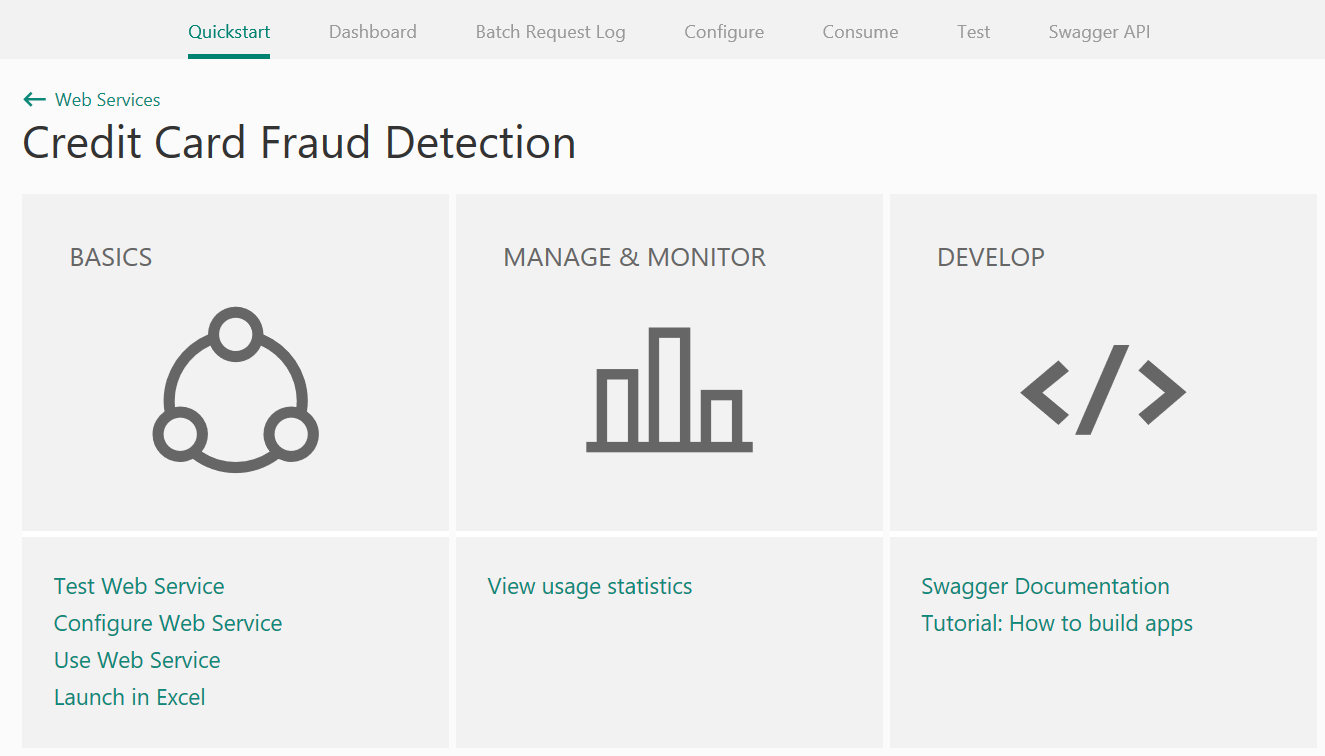 Quickstart Dashboard Batch Request Log Configure Consume Test Swagger API
Web Services
Credit Card Fraud Detection
BASICS
MANAGE & MONITOR
DEVELOP
Test Web Service
Configure Web Service
Use Web Service
Launch in Excel
View usage statistics
Swagger Documentation
Tutorial: How to build apps